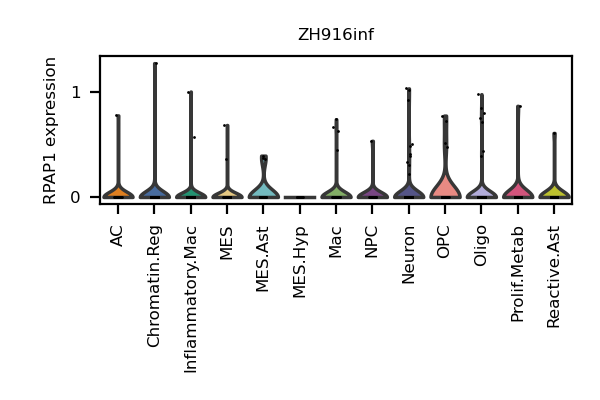 ZH916inf
RPAP1 expression
1
0
AC
Chromatin.Reg
Inflammatory.Mac
MES
MES.Ast
MES.Hyp
Mac
NPC
Neuron
OPC
Oligo
Prolif.Metab
Reactive.Ast